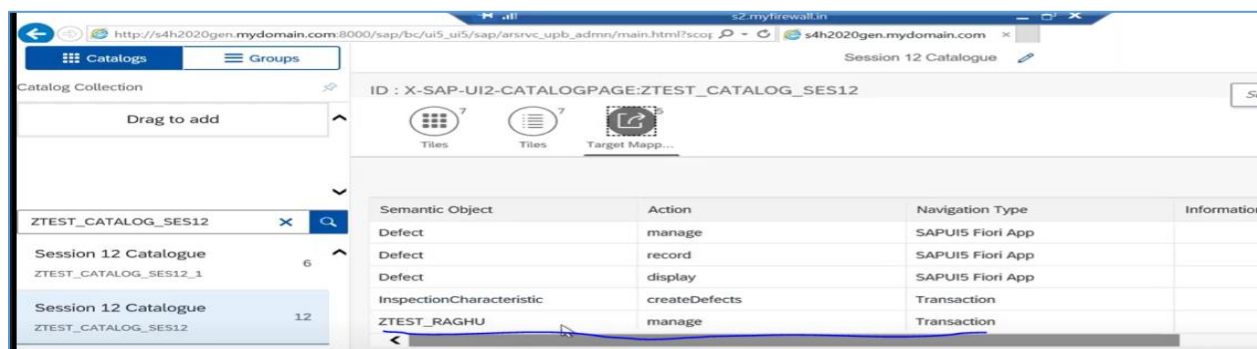 s2.myfirewall.in
http://s4h2020gen.mydomain.com:8000/sap/bc/ui5_ui5/sap/arsrvc_upb_admn/main.html?scop
s4h2020gen.mydomain.com
Catalogs
Groups
Session 12 Catalogue
Catalog Collection
ID : X-SAP-UI2-CATALOGPAGE:ZTEST_CATALOG_SES12
Drag to add
7
7
5
Tiles
Tiles
Target Mapp...
ZTEST_CATALOG_SES12
Semantic Object Action Navigation Type Information
Defect manage SAPUI5 Fiori App
Session 12 Catalogue
6
ZTEST_CATALOG_SES12_1
Defect record SAPUI5 Fiori App
Defect display SAPUI5 Fiori App
Session 12 Catalogue
12
ZTEST_CATALOG_SES12
InspectionCharacteristic createDefects Transaction
ZTEST_RAGHU manage Transaction